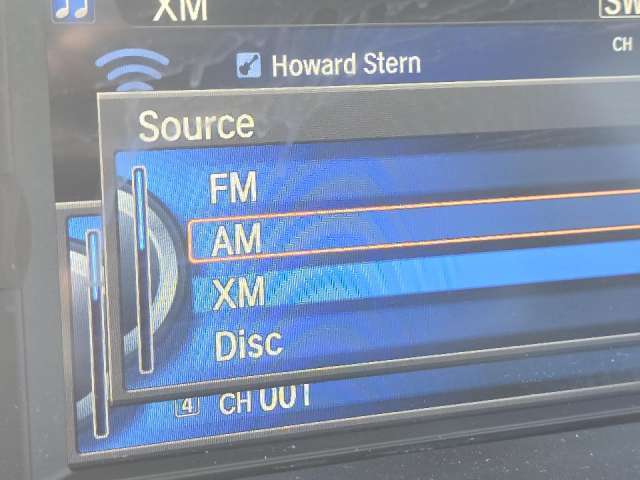 XM
CH
Howard Stern
Source
FM
AM
XM
Disc
4 CH 001